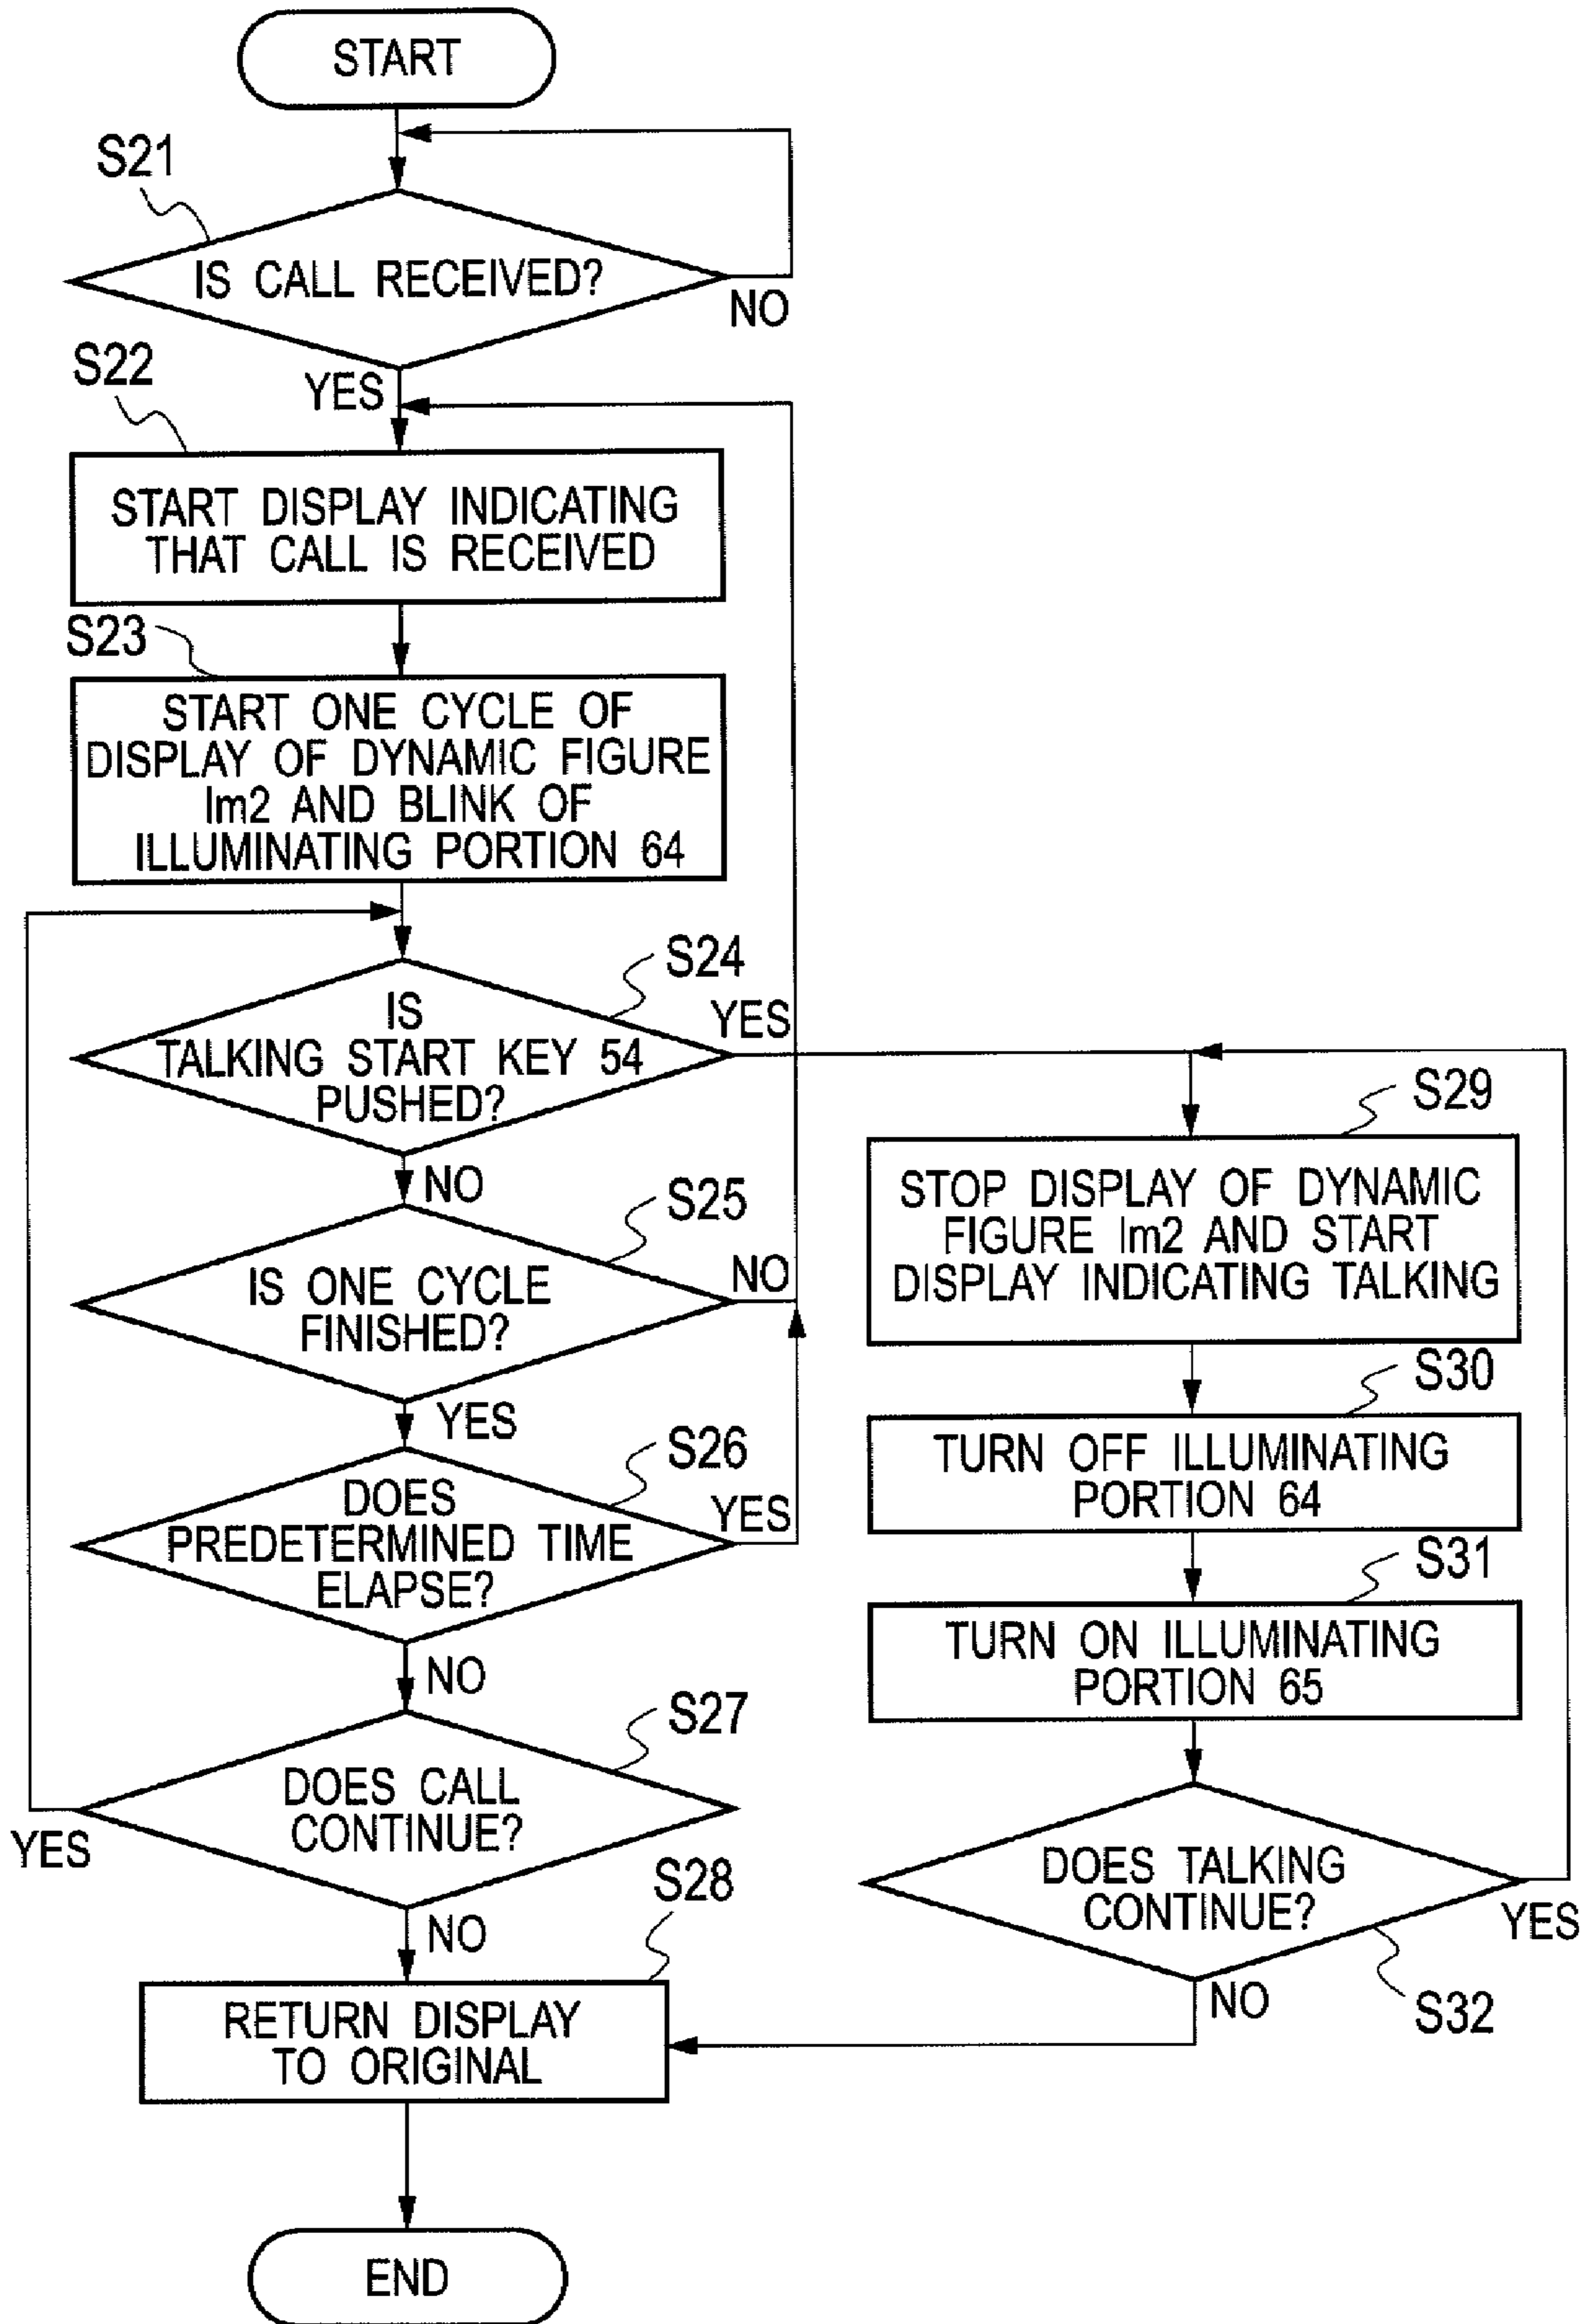 START
S21
IS CALL RECEIVED?
NO
S22
YES
START DISPLAY INDICATING
THAT CALL IS RECEIVED
S23
START ONE CYCLE OF
DISPLAY OF DYNAMIC FIGURE
Im2 AND BLINK OF
ILLUMINATING PORTION 64
S24
YES
IS
TALKING START KEY 54
PUSHED?
NO
S25
NO
IS ONE CYCLE
FINISHED?
YES
S26
YES
DOES
PREDETERMINED TIME
ELAPSE?
NO
S27
DOES CALL
CONTINUE?
YES
NO
S28
RETURN DISPLAY
TO ORIGINAL
END
S29
STOP DISPLAY OF DYNAMIC
FIGURE Im2 AND START
DISPLAY INDICATING TALKING
S30
TURN OFF ILLUMINATING
PORTION 64
S31
TURN ON ILLUMINATING
PORTION 65
DOES TALKING
CONTINUE?
YES
NO
S32